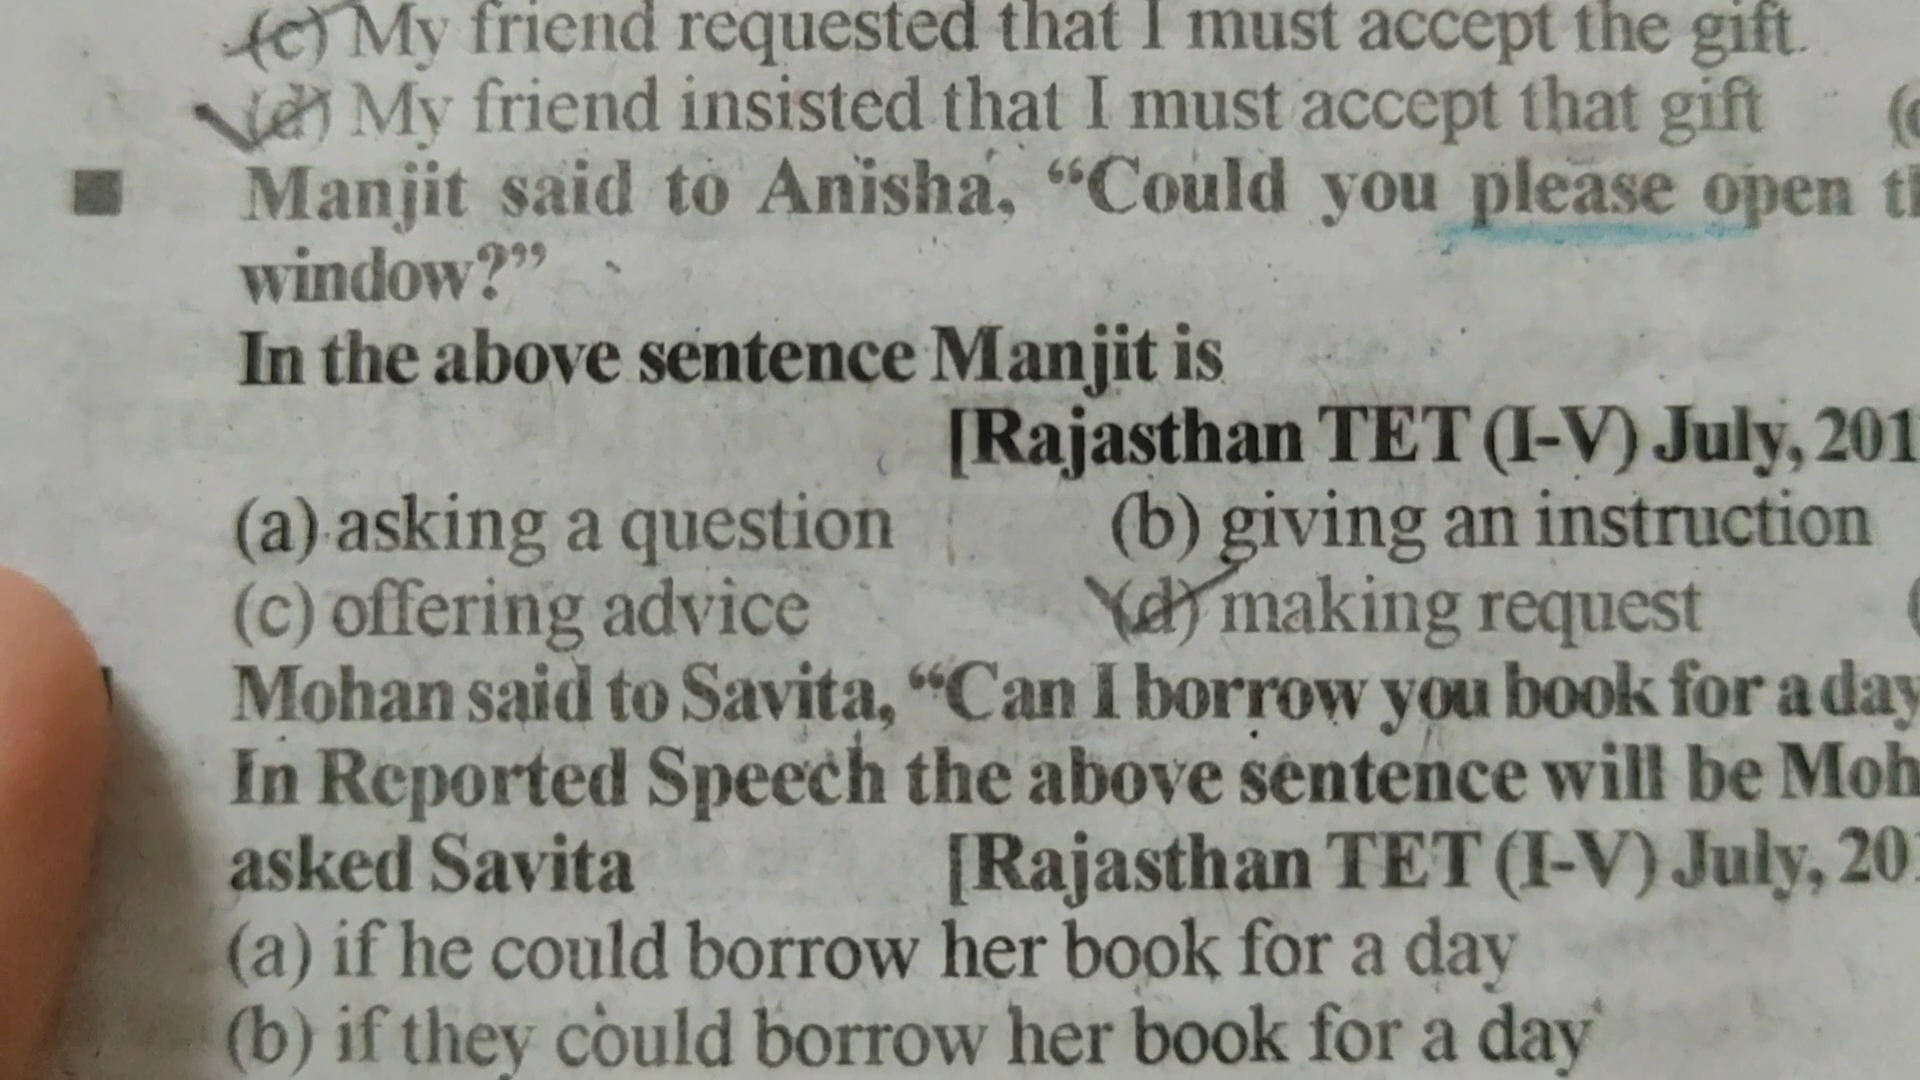 (c) My friend requested that I must accept the gift.
(d) My friend insisted that I must accept that gift
Manjit said to Anisha, “Could you please open
window?”
In the above sentence Manjit is
[Rajasthan TET (I-V) July, 201
(a) asking a question (b) giving an instruction
(c) offering advice (d) making request
Mohan said to Savita, “Can I borrow you book for a day
In Reported Speech the above sentence will be Moh
asked Savita [Rajasthan TET (I-V) July, 20
(a) if he could borrow her book for a day
(b) if they could borrow her book for a day